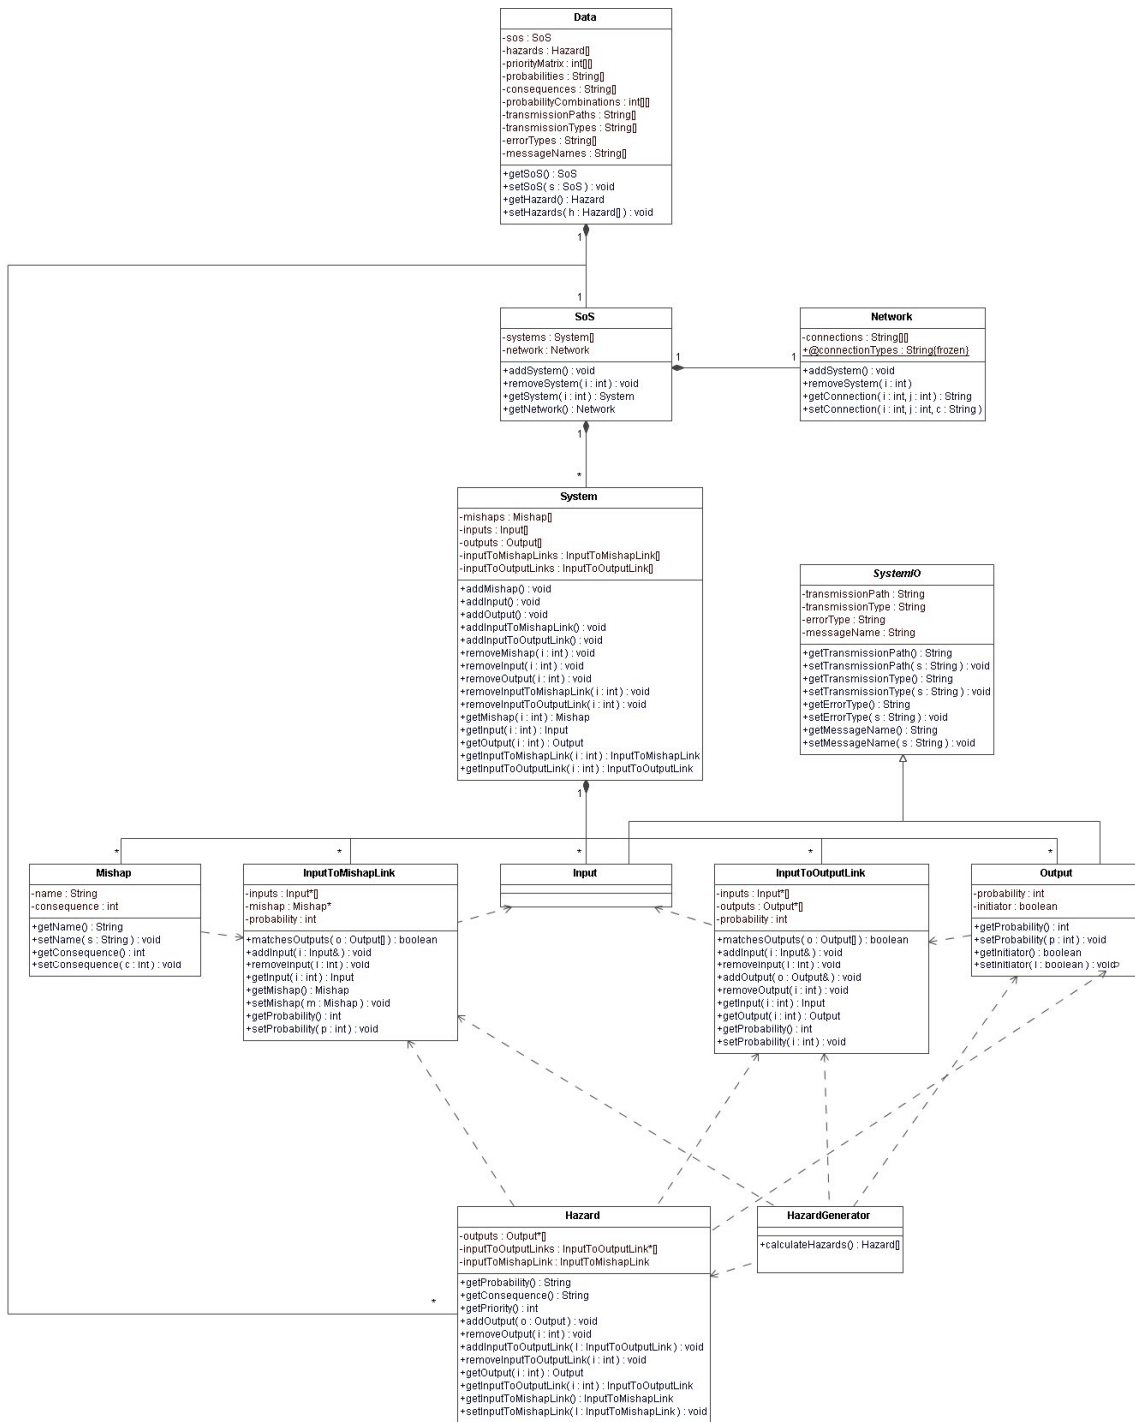 Data
-sos : SoS
-hazards : Hazard[]
-priorityMatrix : int[][]
-probabilities : String[]
-consequences : String[]
-probabilityCombinations : int[][]
-transmissionPaths : String[]
-transmissionTypes : String[]
-errorTypes : String[]
-messageNames : String[]
+getSoS() : SoS
+setSoS( s : SoS ) : void
+getHazard() : Hazard
+setHazards( h : Hazard[] ) : void
1
1
SoS
-systems : System[]
-network : Network
+addSystem() : void
+removeSystem( i : int ) : void
+getSystem( i : int ) : System
+getNetwork() : Network
1
1
Network
-connections : String[][]
+@connectionTypes : String{frozen}
+addSystem() : void
+removeSystem( i : int )
+getConnection( i : int, j : int ) : String
+setConnection( i : int, j : int, c : String )
1
*
System
-mishaps : Mishap[]
-inputs : Input[]
-outputs : Output[]
-inputToMishapLinks : InputToMishapLink[]
-inputToOutputLinks : InputToOutputLink[]
+addMishap() : void
+addInput() : void
+addOutput() : void
+addInputToMishapLink() : void
+addInputToOutputLink() : void
+removeMishap( i : int ) : void
+removeInput( i : int ) : void
+removeOutput( i : int ) : void
+removeInputToMishapLink( i : int ) : void
+removeInputToOutputLink( i : int ) : void
+getMishap( i : int ) : Mishap
+getInput( i : int ) : Input
+getOutput( i : int ) : Output
+getInputToMishapLink( i : int ) : InputToMishapLink
+getInputToOutputLink( i : int ) : InputToOutputLink
SystemIO
-transmissionPath : String
-transmissionType : String
-errorType : String
-messageName : String
+getTransmissionPath() : String
+setTransmissionPath( s : String ) : void
+getTransmissionType() : String
+setTransmissionType( s : String ) : void
+getErrorType() : String
+setErrorType( s : String ) : void
+getMessageName() : String
+setMessageName( s : String ) : void
1
* * * * *
Mishap
-name : String
-consequence : int
+getName() : String
+setName( s : String ) : void
+getConsequence() : int
+setConsequence( c : int ) : void
InputToMishapLink
-inputs : Input*[]
-mishap : Mishap*
-probability : int
+matchesOutputs( o : Output[] ) : boolean
+addInput( i : Input& ) : void
+removeInput( i : int ) : void
+getInput( i : int ) : Input
+getMishap() : Mishap
+setMishap( m : Mishap ) : void
+getProbability() : int
+setProbability( p : int ) : void
Input
InputToOutputLink
-inputs : Input*[]
-outputs : Output*[]
-probability : int
+matchesOutputs( o : Output[] ) : boolean
+addInput( i : Input& ) : void
+removeInput( i : int ) : void
+addOutput( o : Output& ) : void
+removeOutput( i : int ) : void
+getInput( i : int ) : Input
+getOutput( i : int ) : Output
+getProbability() : int
+setProbability( i : int ) : void
Output
-probability : int
-initiator : boolean
+getProbability() : int
+setProbability( p : int ) : void
+getInitiator() : boolean
+setInitiator( i : boolean ) : void
Hazard
-outputs : Output*[]
-inputToOutputLinks : InputToOutputLink*[]
-inputToMishapLink : InputToMishapLink
+getProbability() : String
+getConsequence() : String
+getPriority() : int
+addOutput( o : Output ) : void
+removeOutput( i : int ) : void
+addInputToOutputLink( l : InputToOutputLink ) : void
+removeInputToOutputLink( i : int ) : void
+getOutput( i : int ) : Output
+getInputToOutputLink( i : int ) : InputToOutputLink
+getInputToMishapLink() : InputToMishapLink
+setInputToMishapLink( l : InputToMishapLink ) : void
*
HazardGenerator
+calculateHazards() : Hazard[]